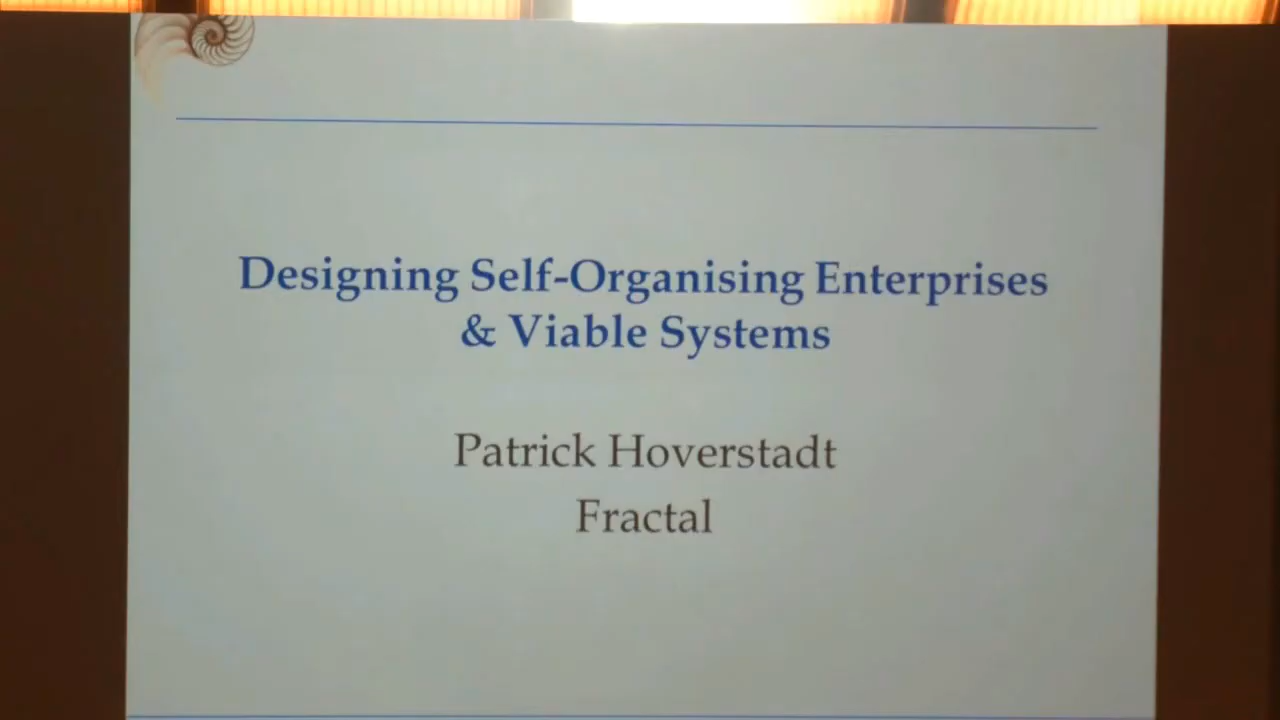 Designing Self-Organising Enterprises
& Viable Systems
Patrick Hoverstadt
Fractal